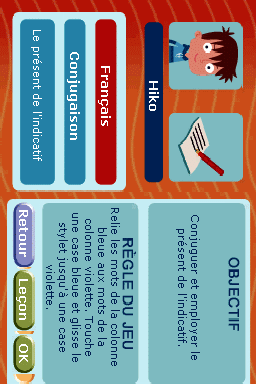 Hiko
Français
Conjugaison
Le présent de l'indicatif
OBJECTIF
Conjuguer et employer le
présent de l'indicatif.
RÈGLE DU JEU
Relie les mots de la colonne
bleue aux mots de la
colonne violette. Touche
une case bleue et glisse le
stylet jusqu'à une case
violette.
Retour
Leçon
OK